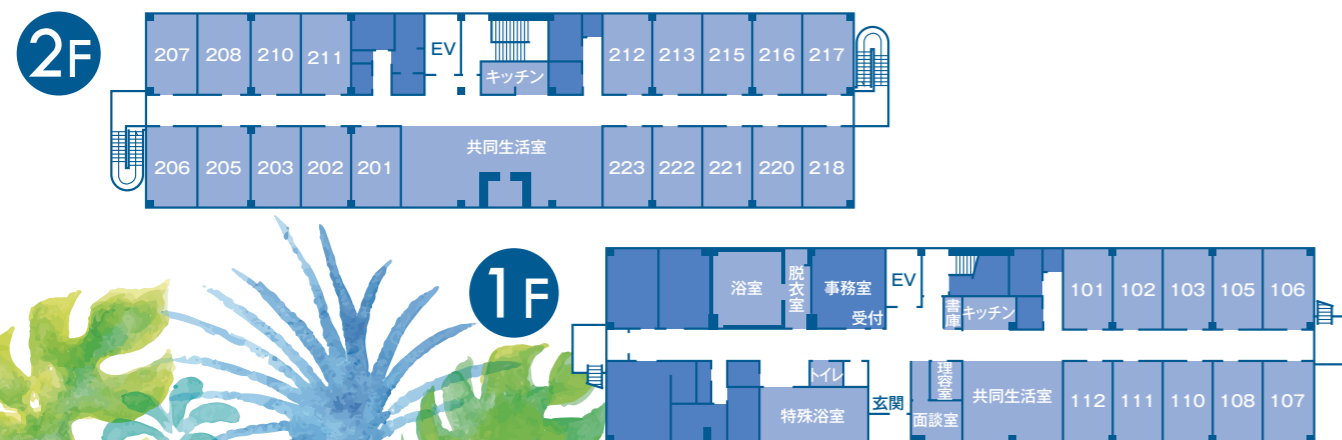 2F
207 208 210 211 EV 212 213 215 216 217
キッチン
共同生活室
206 205 203 202 201 223 222 221 220 218
1F
浴室 脱衣室 事務室 EV 101 102 103 105 106
受付 書庫 キッチン
トイレ 理容室
特殊浴室 玄関 共同生活室 112 111 110 108 107
面談室